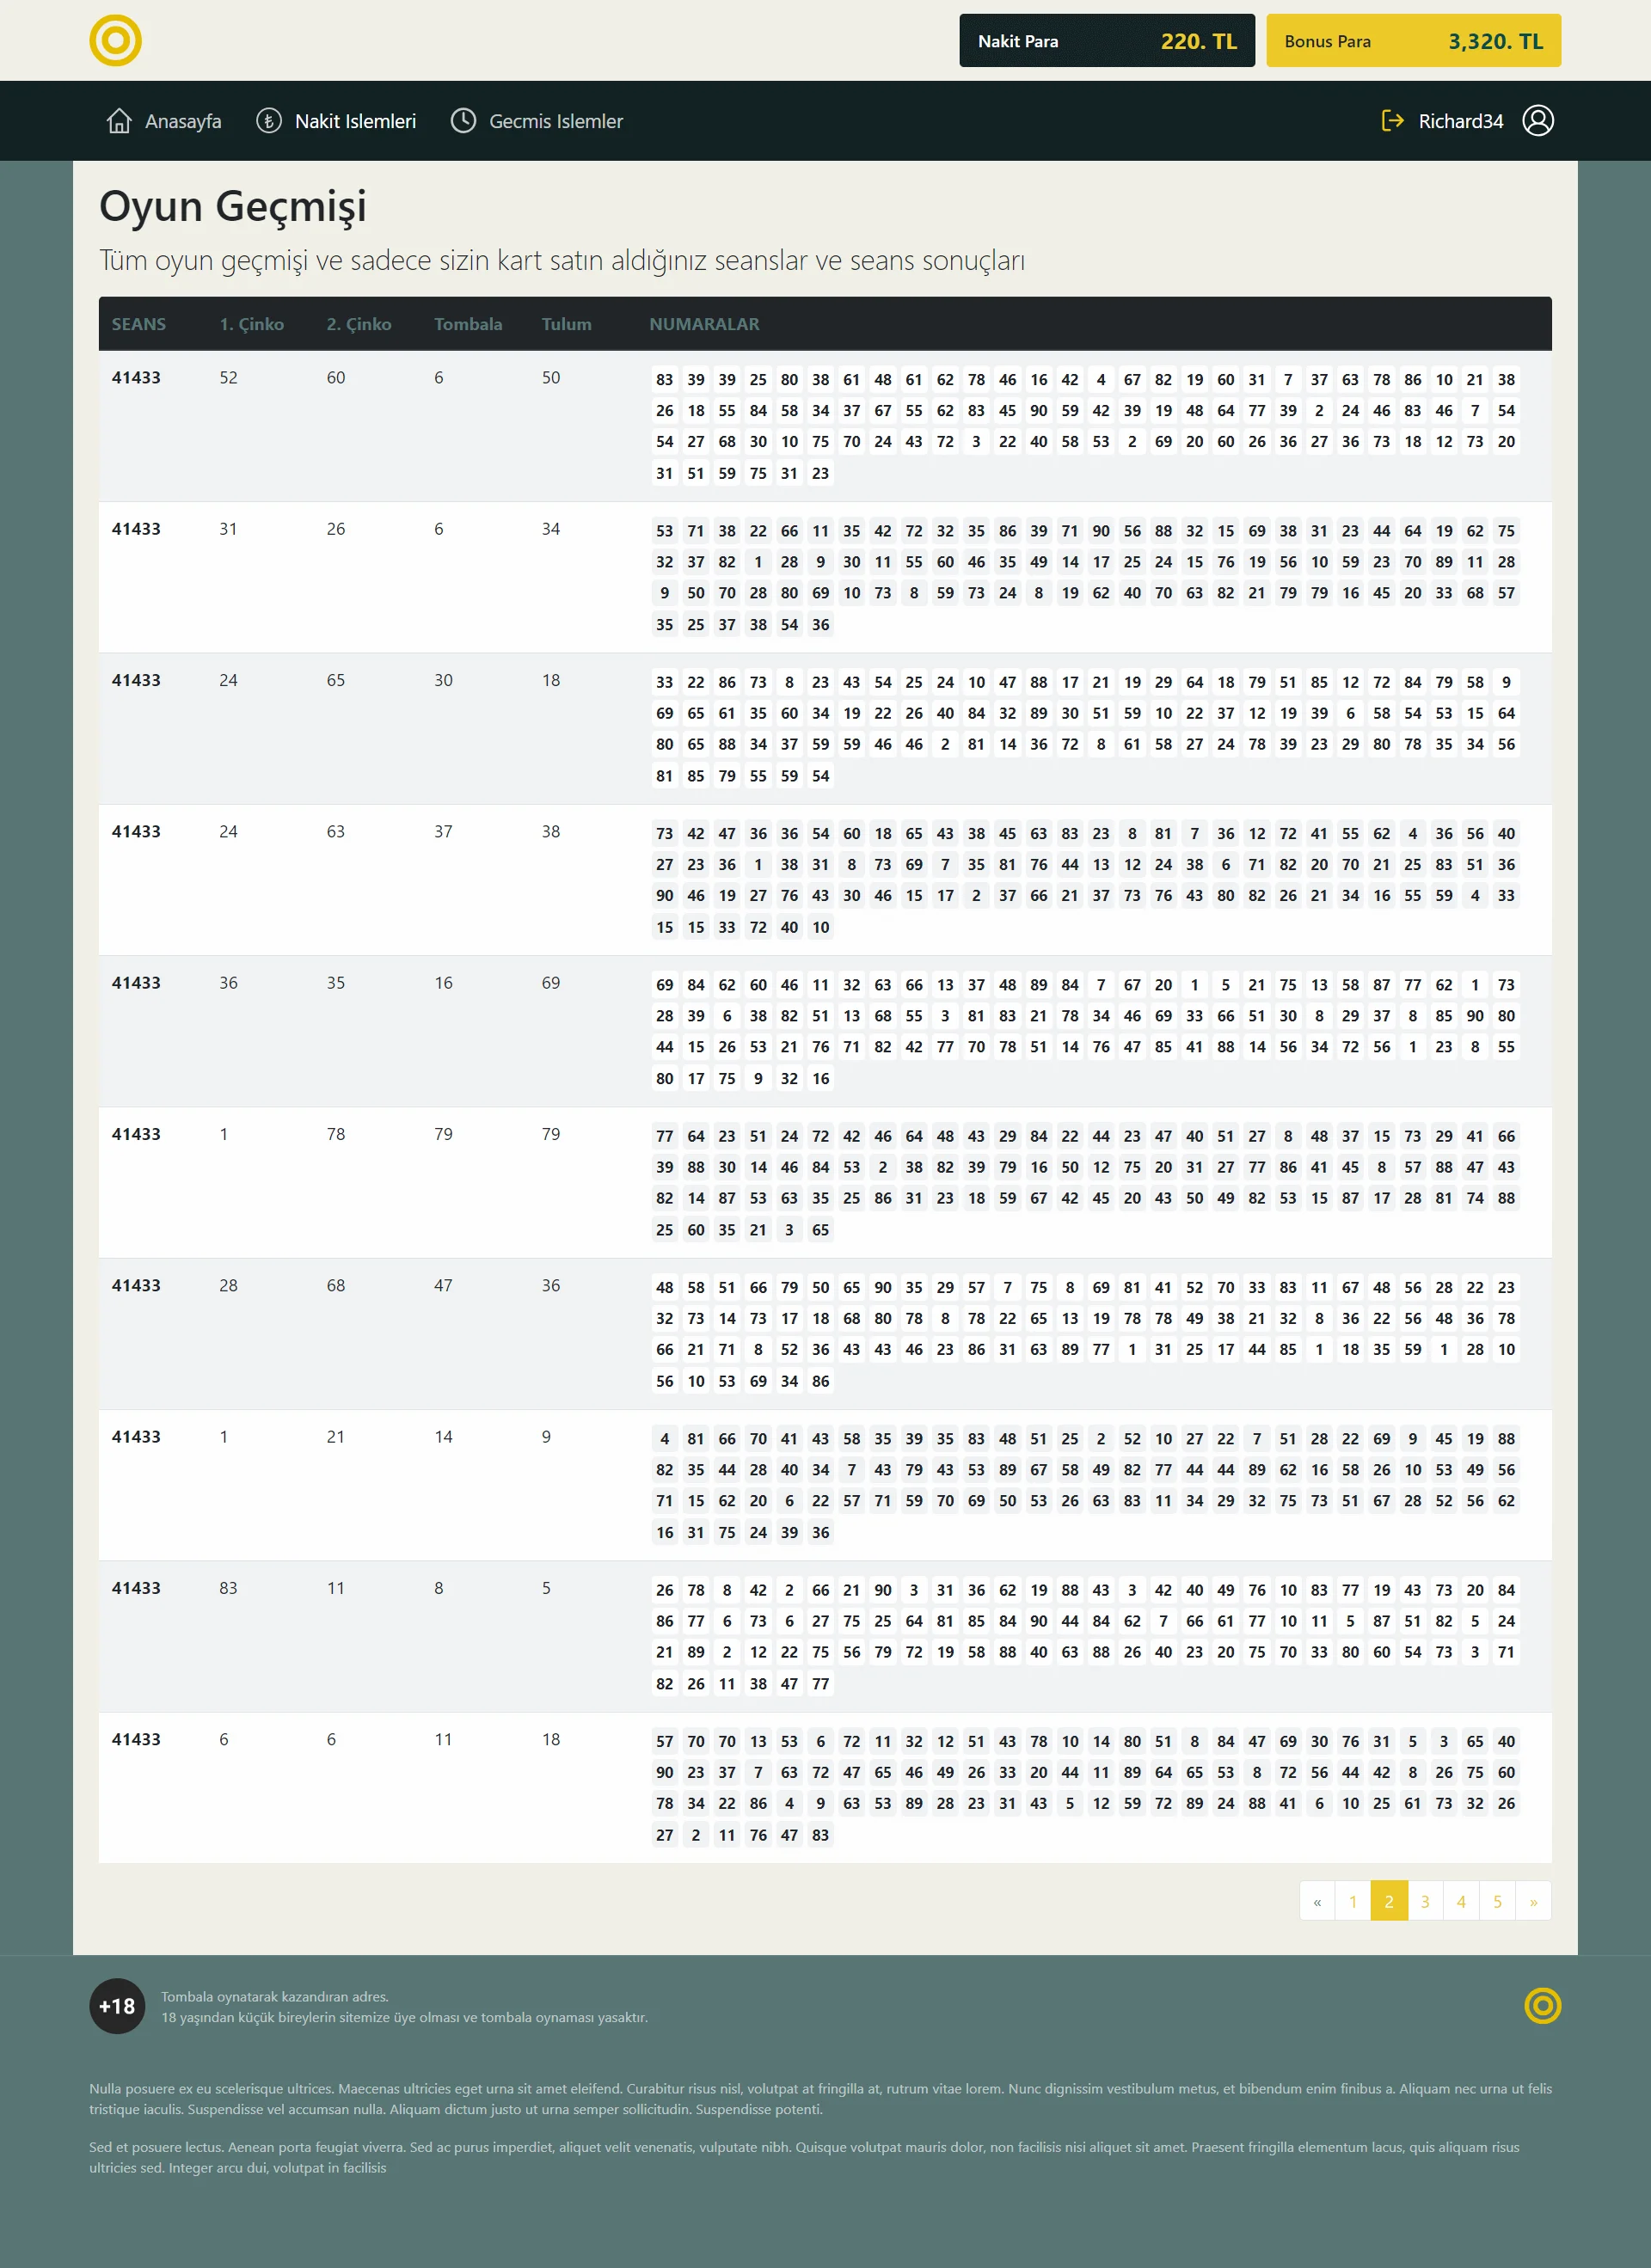 Nakit Para 220. TL Bonus Para 3,320. TL
Anasayfa Nakit Islemleri Gecmis Islemler Richard34
Oyun Geçmişi
Tüm oyun geçmişi ve sadece sizin kart satın aldığınız seanslar ve seans sonuçları
SEANS 1. Çinko 2. Çinko Tombala Tulum NUMARALAR
41433 52 60 6 50 83 39 39 25 80 38 61 48 61 62 78 46 16 42 4 67 82 19 60 31 7 37 63 78 86 10 21 38
26 18 55 84 58 34 37 67 55 62 83 45 90 59 42 39 19 48 64 77 39 2 24 46 83 46 7 54
54 27 68 30 10 75 70 24 43 72 3 22 40 58 53 2 69 20 60 26 36 27 36 73 18 12 73 20
31 51 59 75 31 23
41433 31 26 6 34 53 71 38 22 66 11 35 42 72 32 35 86 39 71 90 56 88 32 15 69 38 31 23 44 64 19 62 75
32 37 82 1 28 9 30 11 55 60 46 35 49 14 17 25 24 15 76 19 56 10 59 23 70 89 11 28
9 50 70 28 80 69 10 73 8 59 73 24 8 19 62 40 70 63 82 21 79 79 16 45 20 33 68 57
35 25 37 38 54 36
41433 24 65 30 18 33 22 86 73 8 23 43 54 25 24 10 47 88 17 21 19 29 64 18 79 51 85 12 72 84 79 58 9
69 65 61 35 60 34 19 22 26 40 84 32 89 30 51 59 10 22 37 12 19 39 6 58 54 53 15 64
80 65 88 34 37 59 59 46 46 2 81 14 36 72 8 61 58 27 24 78 39 23 29 80 78 35 34 56
81 85 79 55 59 54
41433 24 63 37 38 73 42 47 36 36 54 60 18 65 43 38 45 63 83 23 8 81 7 36 12 72 41 55 62 4 36 56 40
27 23 36 1 38 31 8 73 69 7 35 81 76 44 13 12 24 38 6 71 82 20 70 21 25 83 51 36
90 46 19 27 76 43 30 46 15 17 2 37 66 21 37 73 76 43 80 82 26 21 34 16 55 59 4 33
15 15 33 72 40 10
41433 36 35 16 69 69 84 62 60 46 11 32 63 66 13 37 48 89 84 7 67 20 1 5 21 75 13 58 87 77 62 1 73
28 39 6 38 82 51 13 68 55 3 81 83 21 78 34 46 69 33 66 51 30 8 29 37 8 85 90 80
44 15 26 53 21 76 71 82 42 77 70 78 51 14 76 47 85 41 88 14 56 34 72 56 1 23 8 55
80 17 75 9 32 16
41433 1 78 79 79 77 64 23 51 24 72 42 46 64 48 43 29 84 22 44 23 47 40 51 27 8 48 37 15 73 29 41 66
39 88 30 14 46 84 53 2 38 82 39 79 16 50 12 75 20 31 27 77 86 41 45 8 57 88 47 43
82 14 87 53 63 35 25 86 31 23 18 59 67 42 45 20 43 50 49 82 53 15 87 17 28 81 74 88
25 60 35 21 3 65
41433 28 68 47 36 48 58 51 66 79 50 65 90 35 29 57 7 75 8 69 81 41 52 70 33 83 11 67 48 56 28 22 23
32 73 14 73 17 18 68 80 78 8 78 22 65 13 19 78 78 49 38 21 32 8 36 22 56 48 36 78
66 21 71 8 52 36 43 43 46 23 86 31 63 89 77 1 31 25 17 44 85 1 18 35 59 1 28 10
56 10 53 69 34 86
41433 1 21 14 9 4 81 66 70 41 43 58 35 39 35 83 48 51 25 2 52 10 27 22 7 51 28 22 69 9 45 19 88
82 35 44 28 40 34 7 43 79 43 53 89 67 58 49 82 77 44 44 89 62 16 58 26 10 53 49 56
71 15 62 20 6 22 57 71 59 70 69 50 53 26 63 83 11 34 29 32 75 73 51 67 28 52 56 62
16 31 75 24 39 36
41433 83 11 8 5 26 78 8 42 2 66 21 90 3 31 36 62 19 88 43 3 42 40 49 76 10 83 77 19 43 73 20 84
86 77 6 73 6 27 75 25 64 81 85 84 90 44 84 62 7 66 61 77 10 11 5 87 51 82 5 24
21 89 2 12 22 75 56 79 72 19 58 88 40 63 88 26 40 23 20 75 70 33 80 60 54 73 3 71
82 26 11 38 47 77
41433 6 6 11 18 57 70 70 13 53 6 72 11 32 12 51 43 78 10 14 80 51 8 84 47 69 30 76 31 5 3 65 40
90 23 37 7 63 72 47 65 46 49 26 33 20 44 11 89 64 65 53 8 72 56 44 42 8 26 75 60
78 34 22 86 4 9 63 53 89 28 23 31 43 5 12 59 72 89 24 88 41 6 10 25 61 73 32 26
27 2 11 76 47 83
« 1 2 3 4 5 »
+18
Tombala oynatarak kazandıran adres.
18 yaşından küçük bireylerin sitemize üye olması ve tombala oynaması yasaktır.
Nulla posuere ex eu scelerisque ultrices. Maecenas ultricies eget urna sit amet eleifend. Curabitur risus nisl, volutpat at fringilla at, rutrum vitae lorem. Nunc dignissim vestibulum metus, et bibendum enim finibus a. Aliquam nec urna ut felis
tristique iaculis. Suspendisse vel accumsan nulla. Aliquam dictum justo ut urna semper sollicitudin. Suspendisse potenti.
Sed et posuere lectus. Aenean porta feugiat viverra. Sed ac purus imperdiet, aliquet velit venenatis, vulputate nibh. Quisque volutpat mauris dolor, non facilisis nisi aliquet sit amet. Praesent fringilla elementum lacus, quis aliquam risus
ultricies sed. Integer arcu dui, volutpat in facilisis